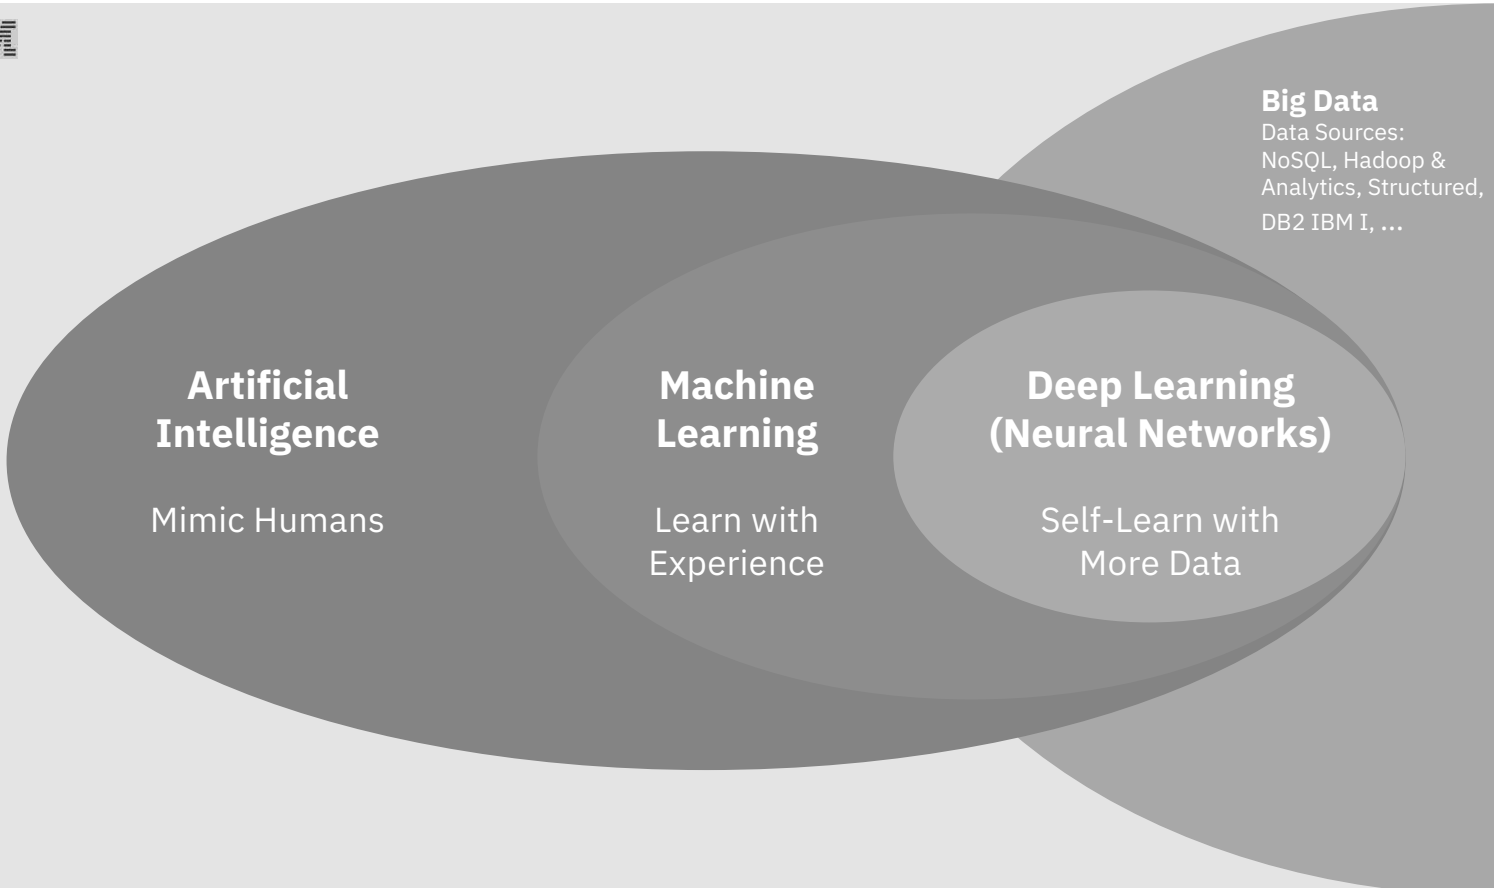 Big Data
Data Sources:
NoSQL, Hadoop &
Analytics, Structured,
DB2 IBM I, ...
Artificial
Intelligence
Mimic Humans
Machine
Learning
Learn with
Experience
Deep Learning
(Neural Networks)
Self-Learn with
More Data